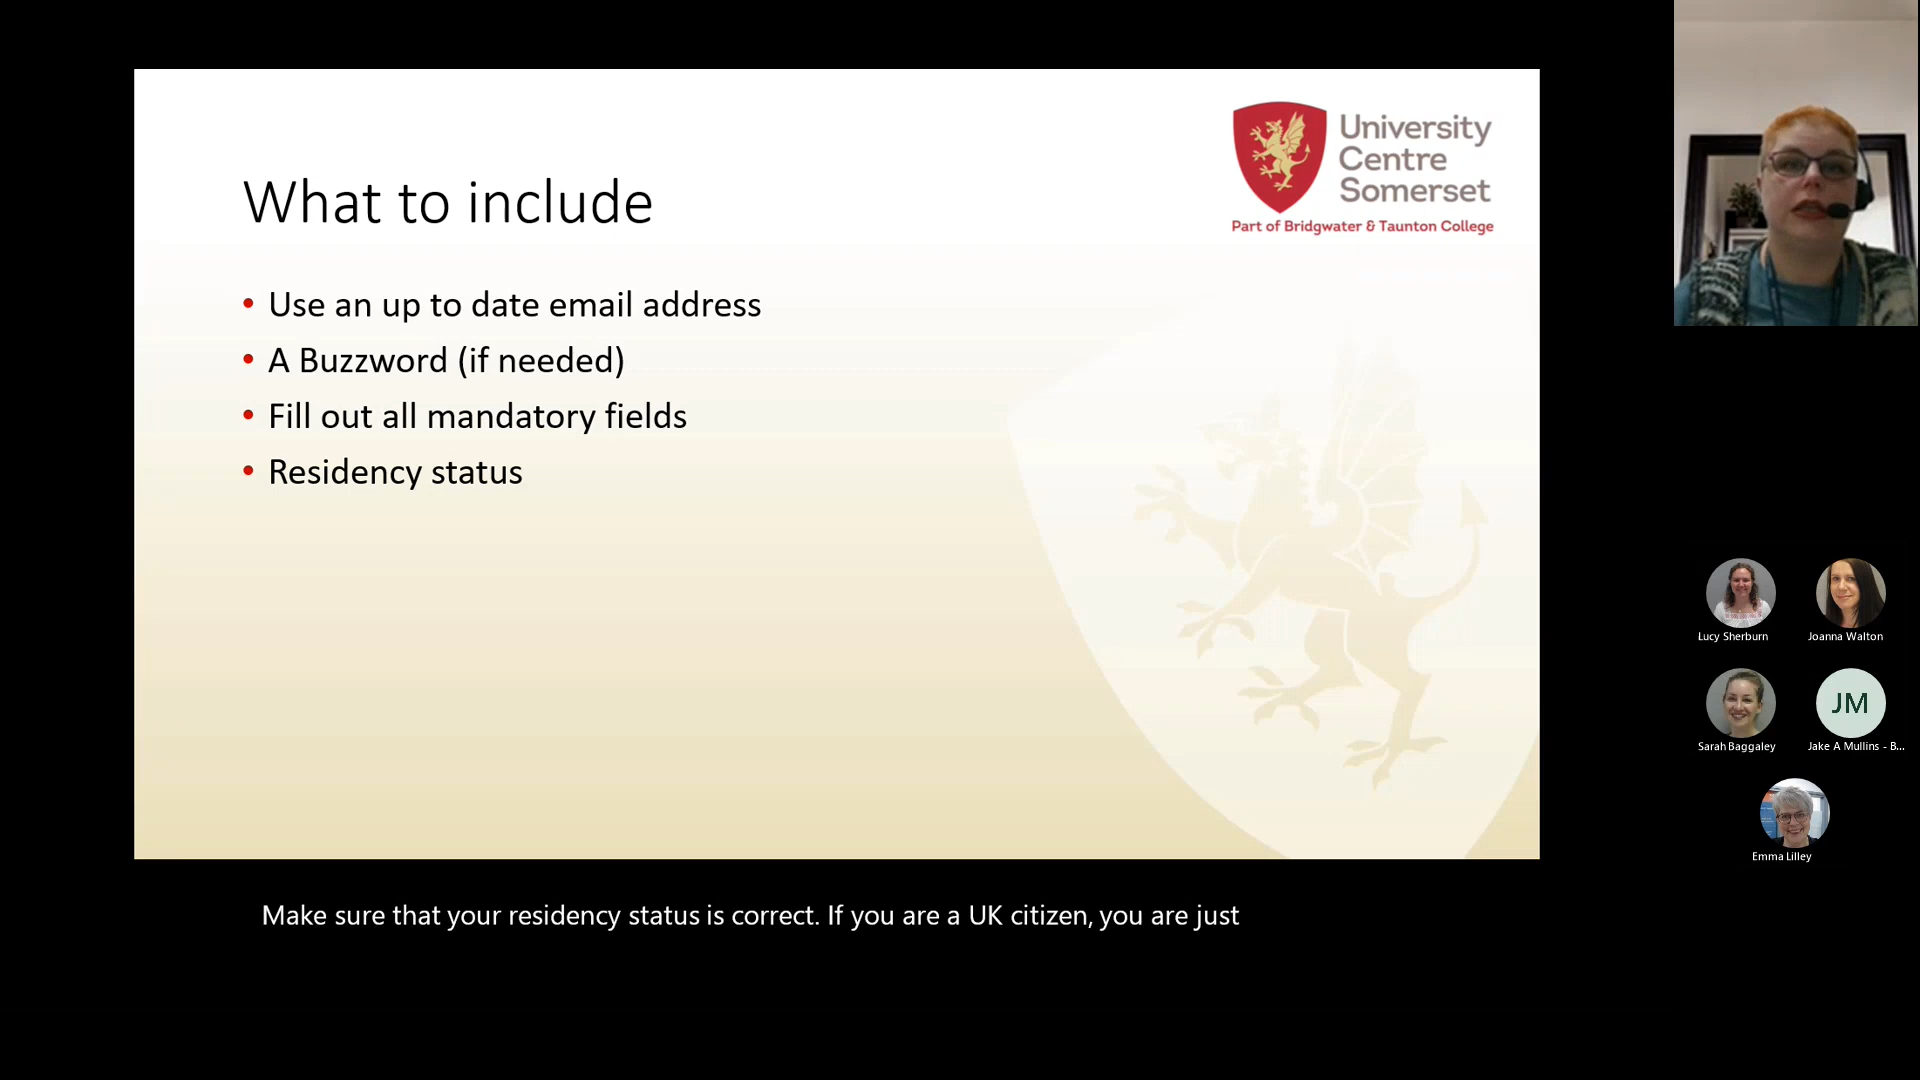 University
Centre
Somerset
Part of Bridgwater & Taunton College
What to include
• Use an up to date email address
• A Buzzword (if needed)
• Fill out all mandatory fields
• Residency status
Lucy Sherburn
Joanna Walton
Sarah Baggaley
JM
Jake A Mullins - B...
Emma Lilley
Make sure that your residency status is correct. If you are a UK citizen, you are just